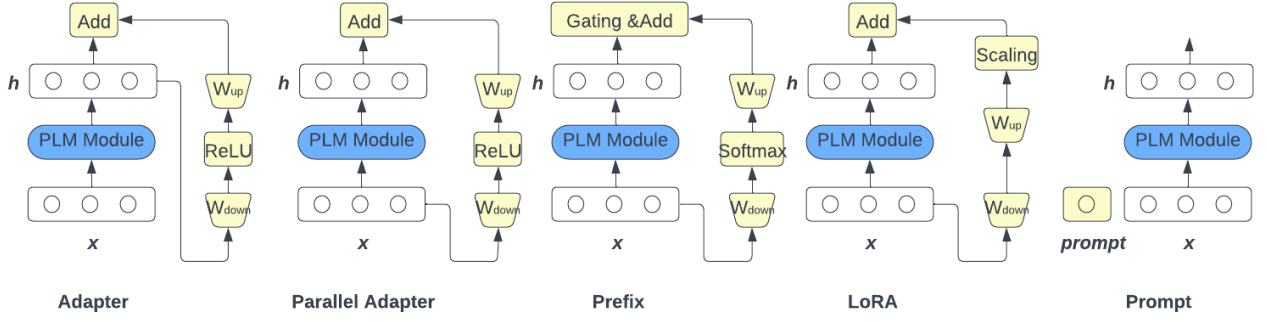 Add
h
PLM Module
x
Wup
ReLU
Wdown
Adapter
Add
h
PLM Module
x
Wup
ReLU
Wdown
Parallel Adapter
Gating &Add
h
PLM Module
x
Wup
Softmax
Wdown
Prefix
Add
h
PLM Module
x
Scaling
Wup
Wdown
LoRA
h
PLM Module
prompt
x
Prompt